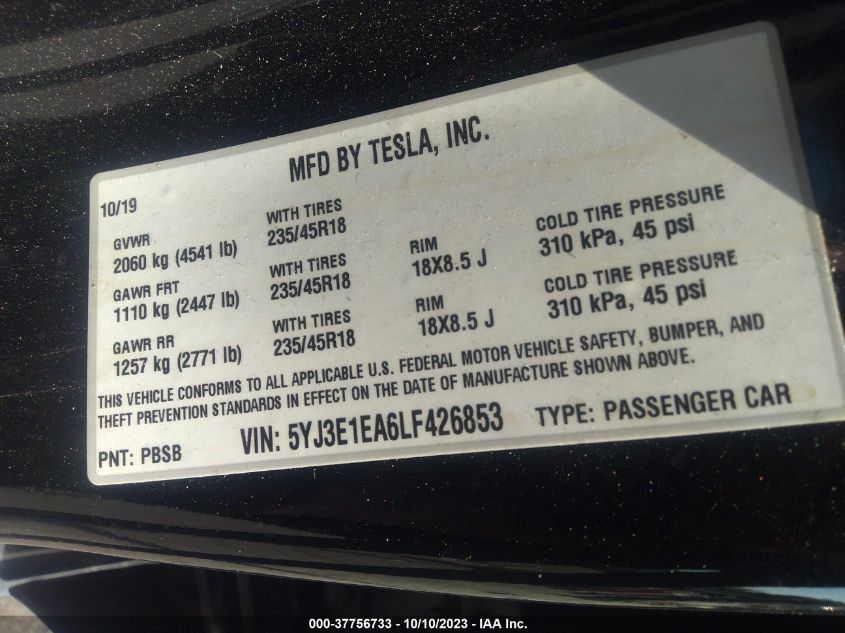 MFD BY TESLA, INC.
10/19
GVWR WITH TIRES COLD TIRE PRESSURE
2060 kg (4541 lb) 235/45R18 RIM 310 kPa, 45 psi
GAWR FRT WITH TIRES 18X8.5 J COLD TIRE PRESSURE
1110 kg (2447 lb) 235/45R18 RIM 310 kPa, 45 psi
GAWR RR WITH TIRES 18X8.5 J
1257 kg (2771 lb) 235/45R18
THIS VEHICLE CONFORMS TO ALL APPLICABLE U.S. FEDERAL MOTOR VEHICLE SAFETY, BUMPER, AND
THEFT PREVENTION STANDARDS IN EFFECT ON THE DATE OF MANUFACTURE SHOWN ABOVE.
PNT: PBSB VIN: 5YJ3E1EA6LF426853 TYPE: PASSENGER CAR
000-37756733 - 10/10/2023 - IAA Inc.